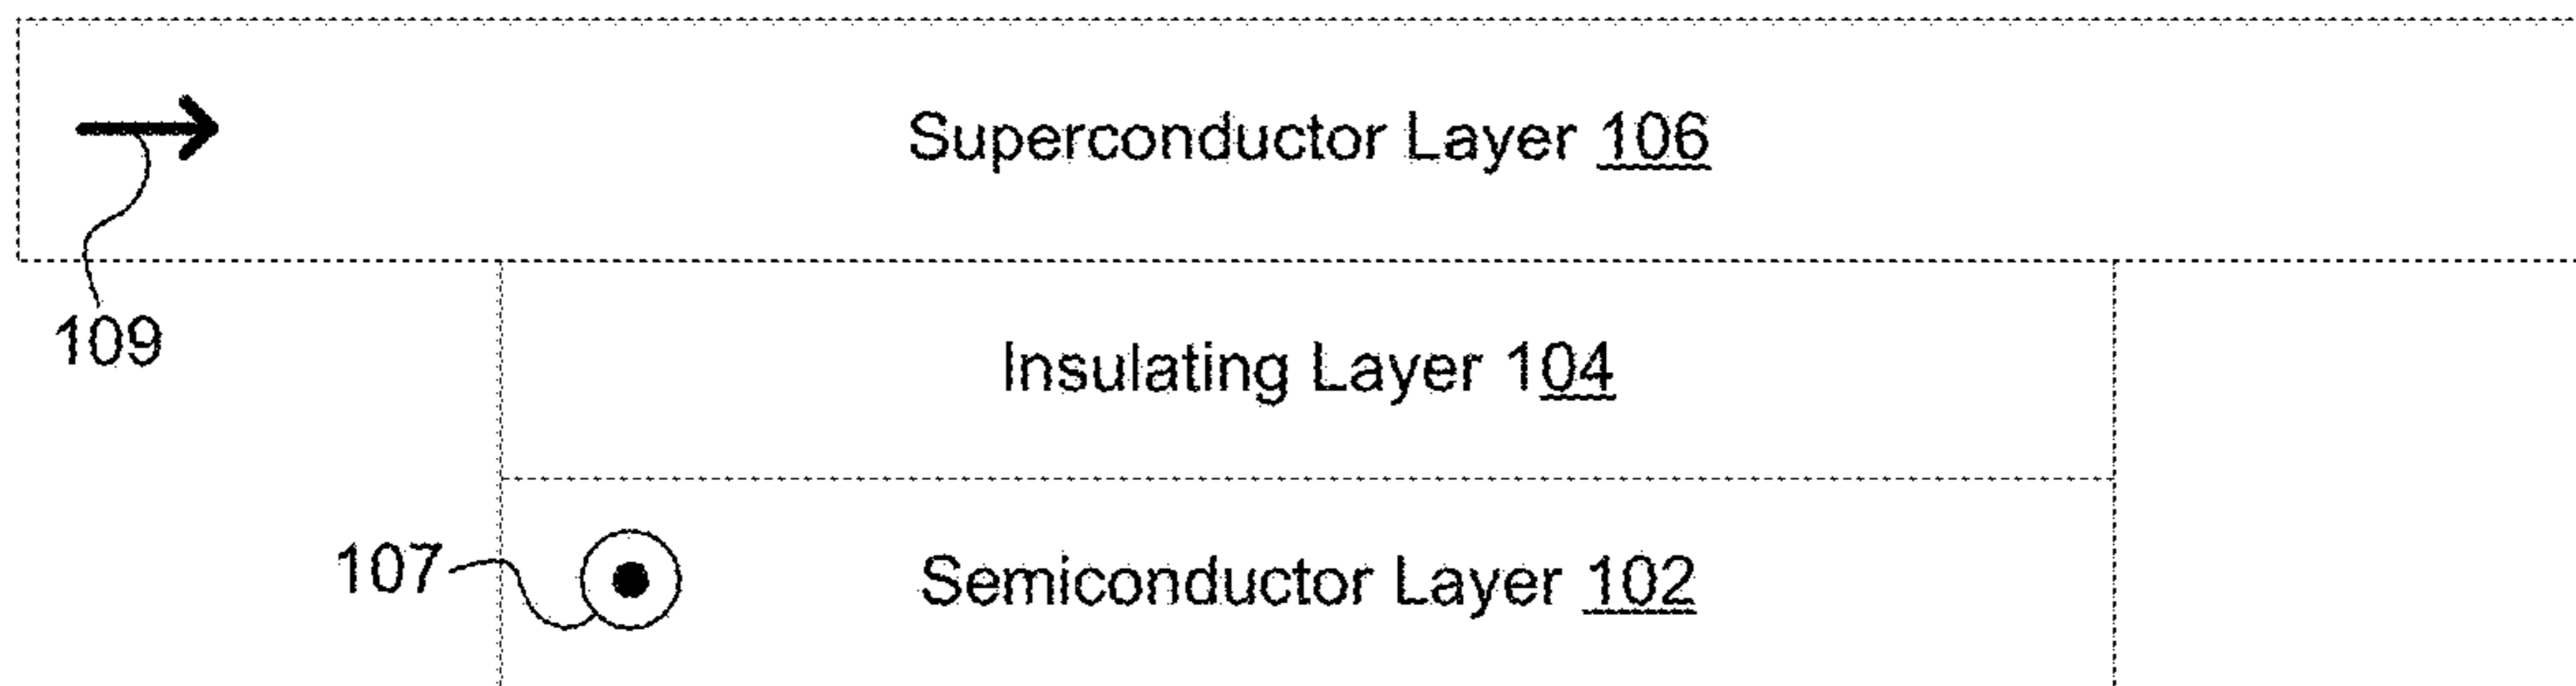 Superconductor Layer 106
109
Insulating Layer 104
107
Semiconductor Layer 102